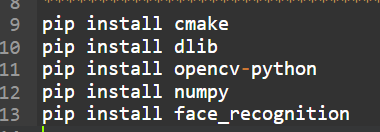 8 ********************************
9 pip install cmake
10 pip install dlib
11 pip install opencv-python
12 pip install numpy
13 pip install face_recognition